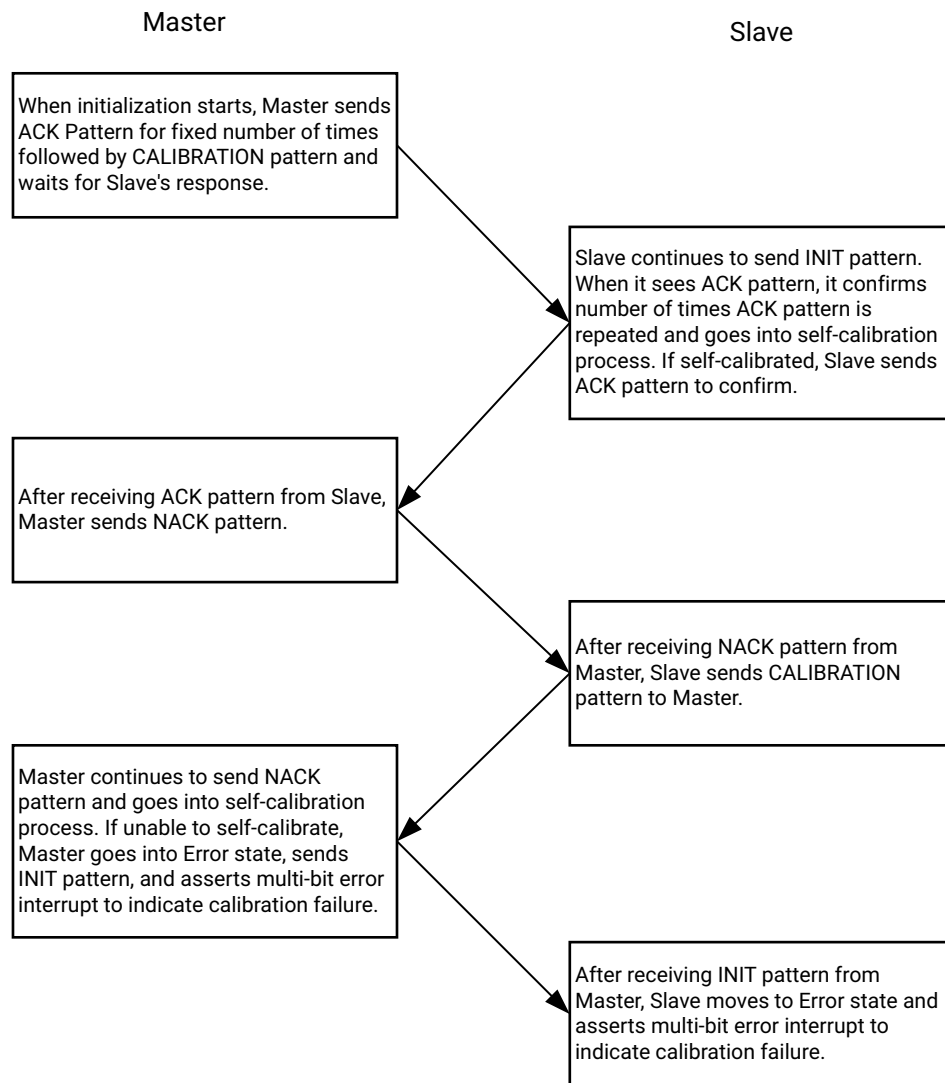 Master
Slave
When initialization starts, Master sends
ACK Pattern for fixed number of times
followed by CALIBRATION pattern and
waits for Slave's response.
Slave continues to send INIT pattern.
When it sees ACK pattern, it confirms
number of times ACK pattern is
repeated and goes into self-calibration
process. If self-calibrated, Slave sends
ACK pattern to confirm.
After receiving ACK pattern from Slave,
Master sends NACK pattern.
After receiving NACK pattern from
Master, Slave sends CALIBRATION
pattern to Master.
Master continues to send NACK
pattern and goes into self-calibration
process. If unable to self-calibrate,
Master goes into Error state, sends
INIT pattern, and asserts multi-bit error
interrupt to indicate calibration failure.
After receiving INIT pattern from
Master, Slave moves to Error state and
asserts multi-bit error interrupt to
indicate calibration failure.